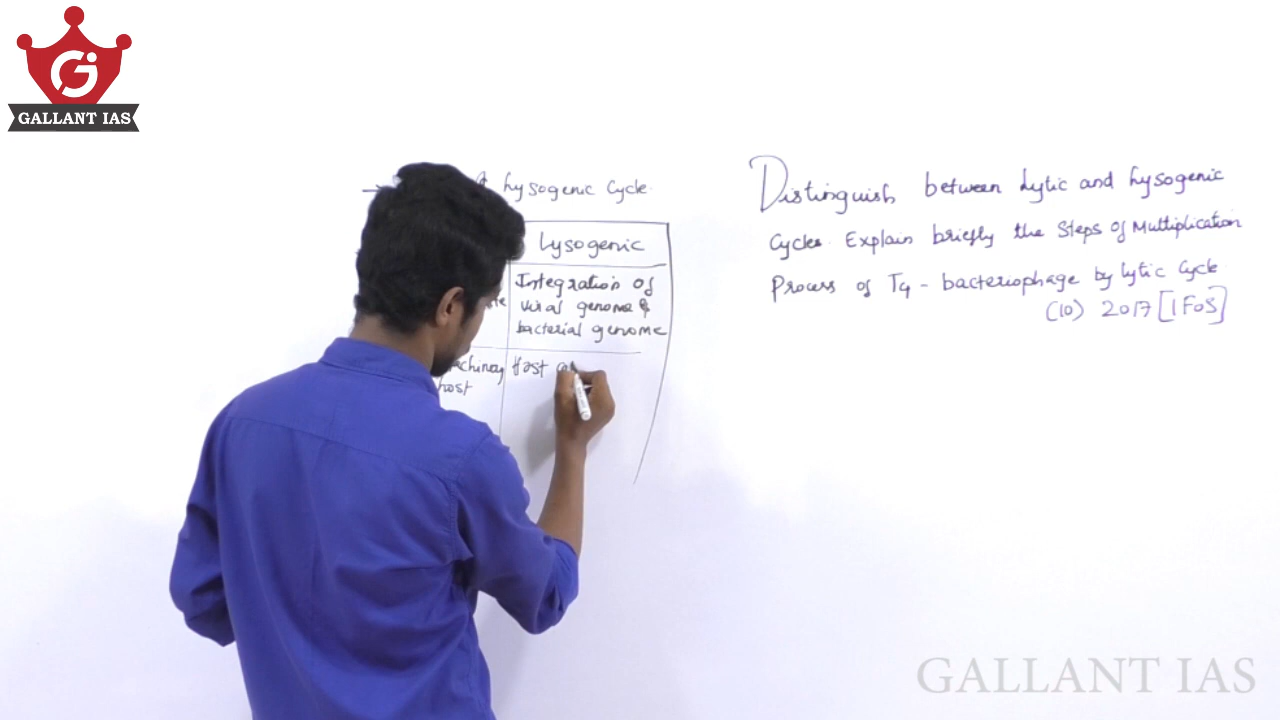 GALLANT IAS
Lysogenic Cycle.
Lysogenic
Integration of
viral genome &
bacterial genome
host
Distinguish between Lytic and Lysogenic
Cycles. Explain briefly the Steps of Multiplication
Process of T4 - bacteriophage by lytic Cycle
(10) 2017 [IFoS]
GALLANT IAS